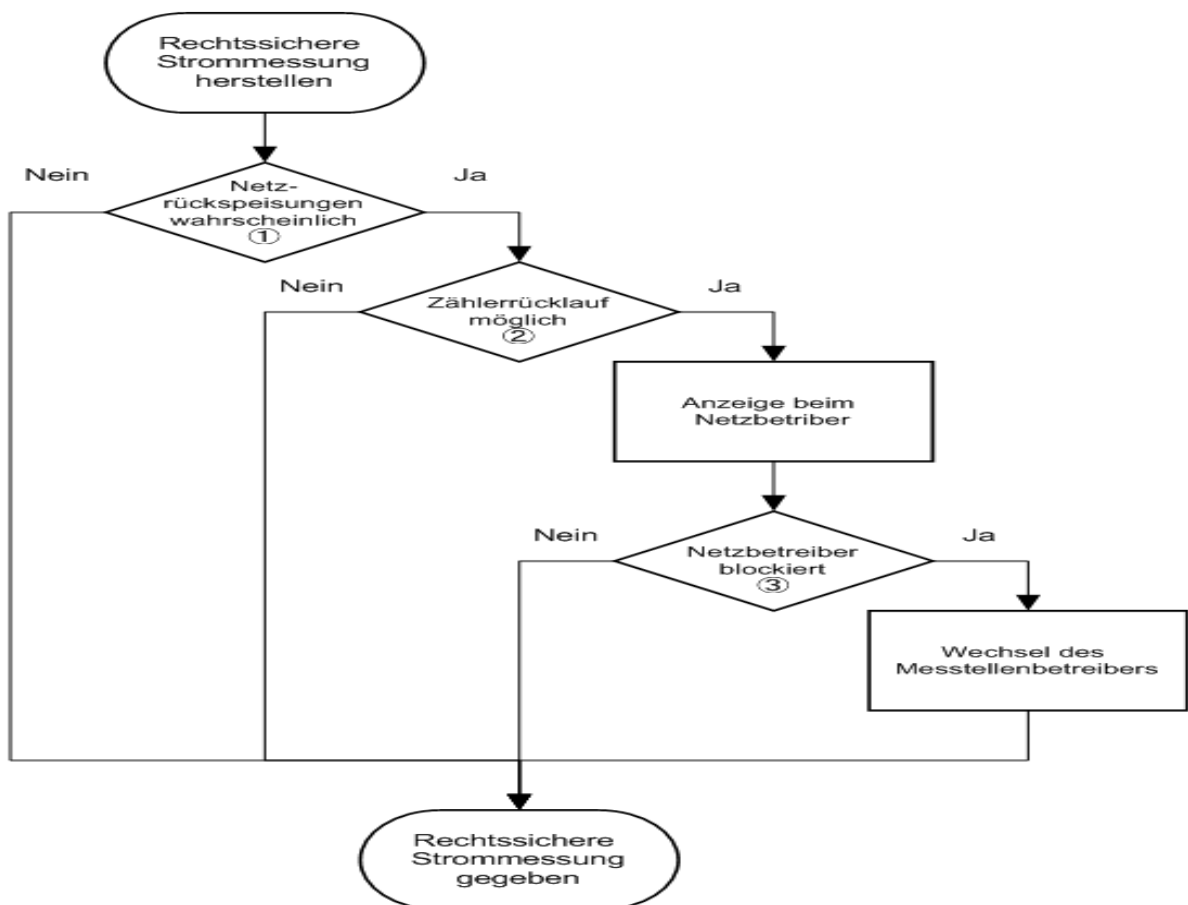 Rechtssichere
Strommessung
herstellen
Nein
Ja
Netz-
rückspeisungen
wahrscheinlich
①
Nein
Ja
Zählerrücklauf
möglich
②
Anzeige beim
Netzbetriber
Nein
Ja
Netzbetreiber
blockiert
③
Wechsel des
Messtellenbetreibers
Rechtssichere
Strommessung
gegeben